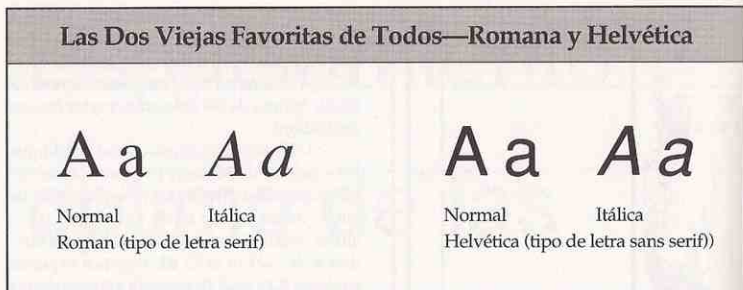 Las Dos Viejas Favoritas de Todos—Romana y Helvética
A a A a A a A a
Normal Itálica Normal Itálica
Roman (tipo de letra serif) Helvética (tipo de letra sans serif))